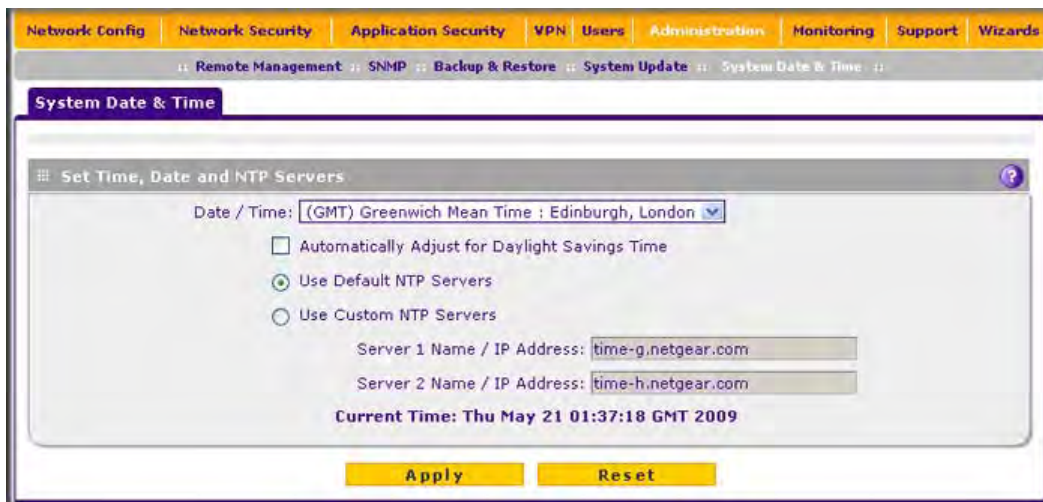 Network Config Network Security Application Security VPN Users Administration Monitoring Support Wizards
:: Remote Management :: SNMP :: Backup & Restore :: System Update :: System Date & Time ::
System Date & Time
Set Time, Date and NTP Servers ?
Date / Time: (GMT) Greenwich Mean Time : Edinburgh, London
Automatically Adjust for Daylight Savings Time
Use Default NTP Servers
Use Custom NTP Servers
Server 1 Name / IP Address: time-g.netgear.com
Server 2 Name / IP Address: time-h.netgear.com
Current Time: Thu May 21 01:37:18 GMT 2009
Apply Reset